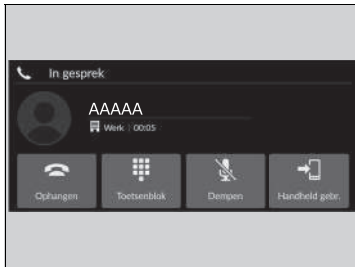 In gesprek
AAAAA
Werk | 00:05
Ophangen
Toetsenblok
Dempen
Handheld gebr.